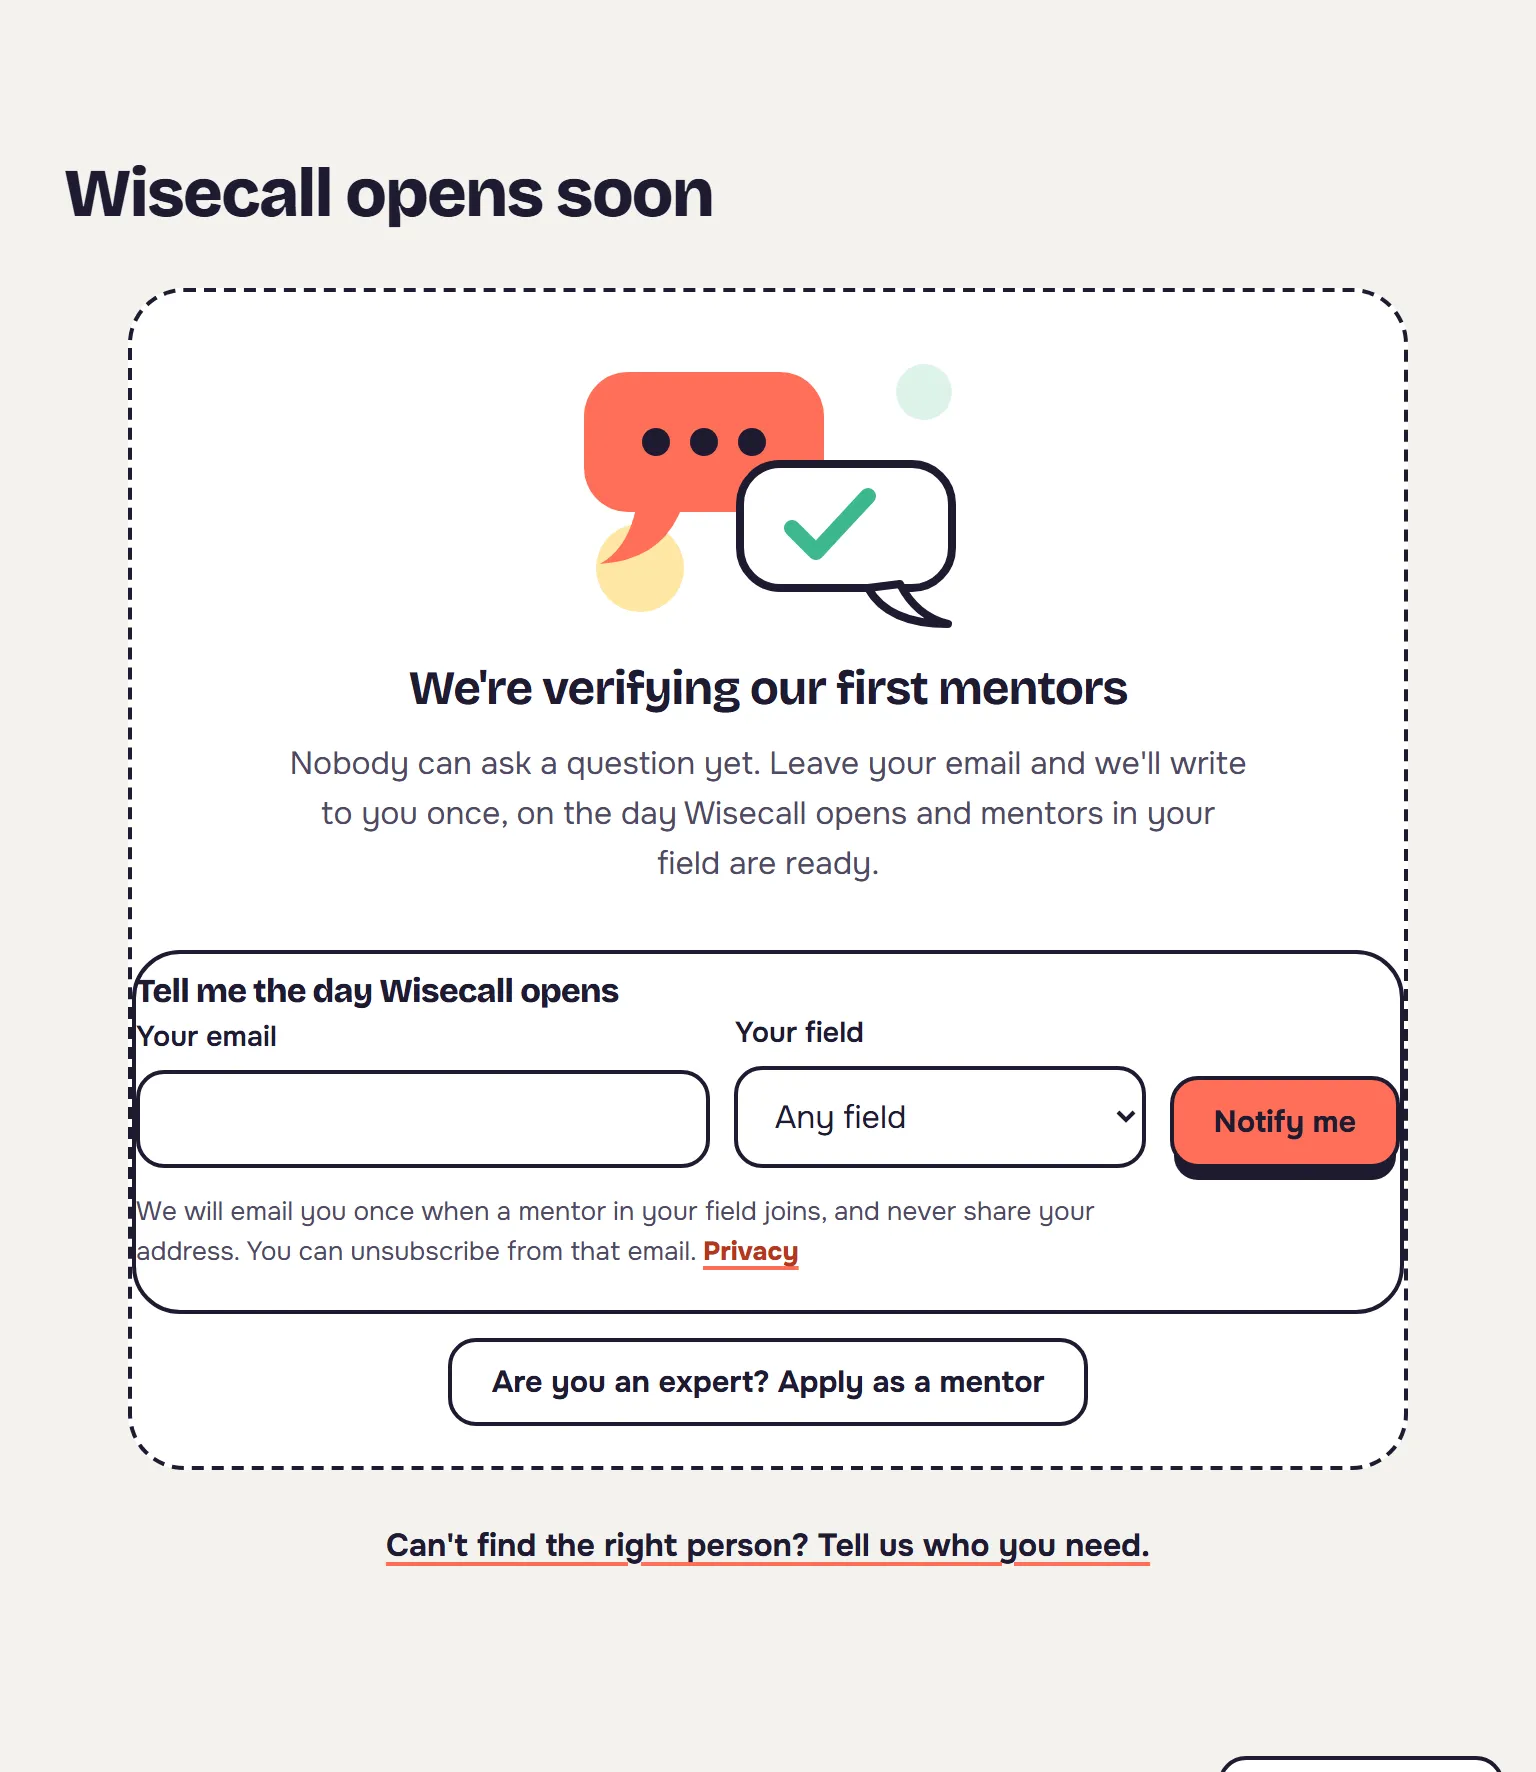 Wisecall opens soon
We're verifying our first mentors
Nobody can ask a question yet. Leave your email and we'll write
to you once, on the day Wisecall opens and mentors in your
field are ready.
Tell me the day Wisecall opens
Your email
Your field
Any field
Notify me
We will email you once when a mentor in your field joins, and never share your
address. You can unsubscribe from that email. Privacy
Are you an expert? Apply as a mentor
Can't find the right person? Tell us who you need.